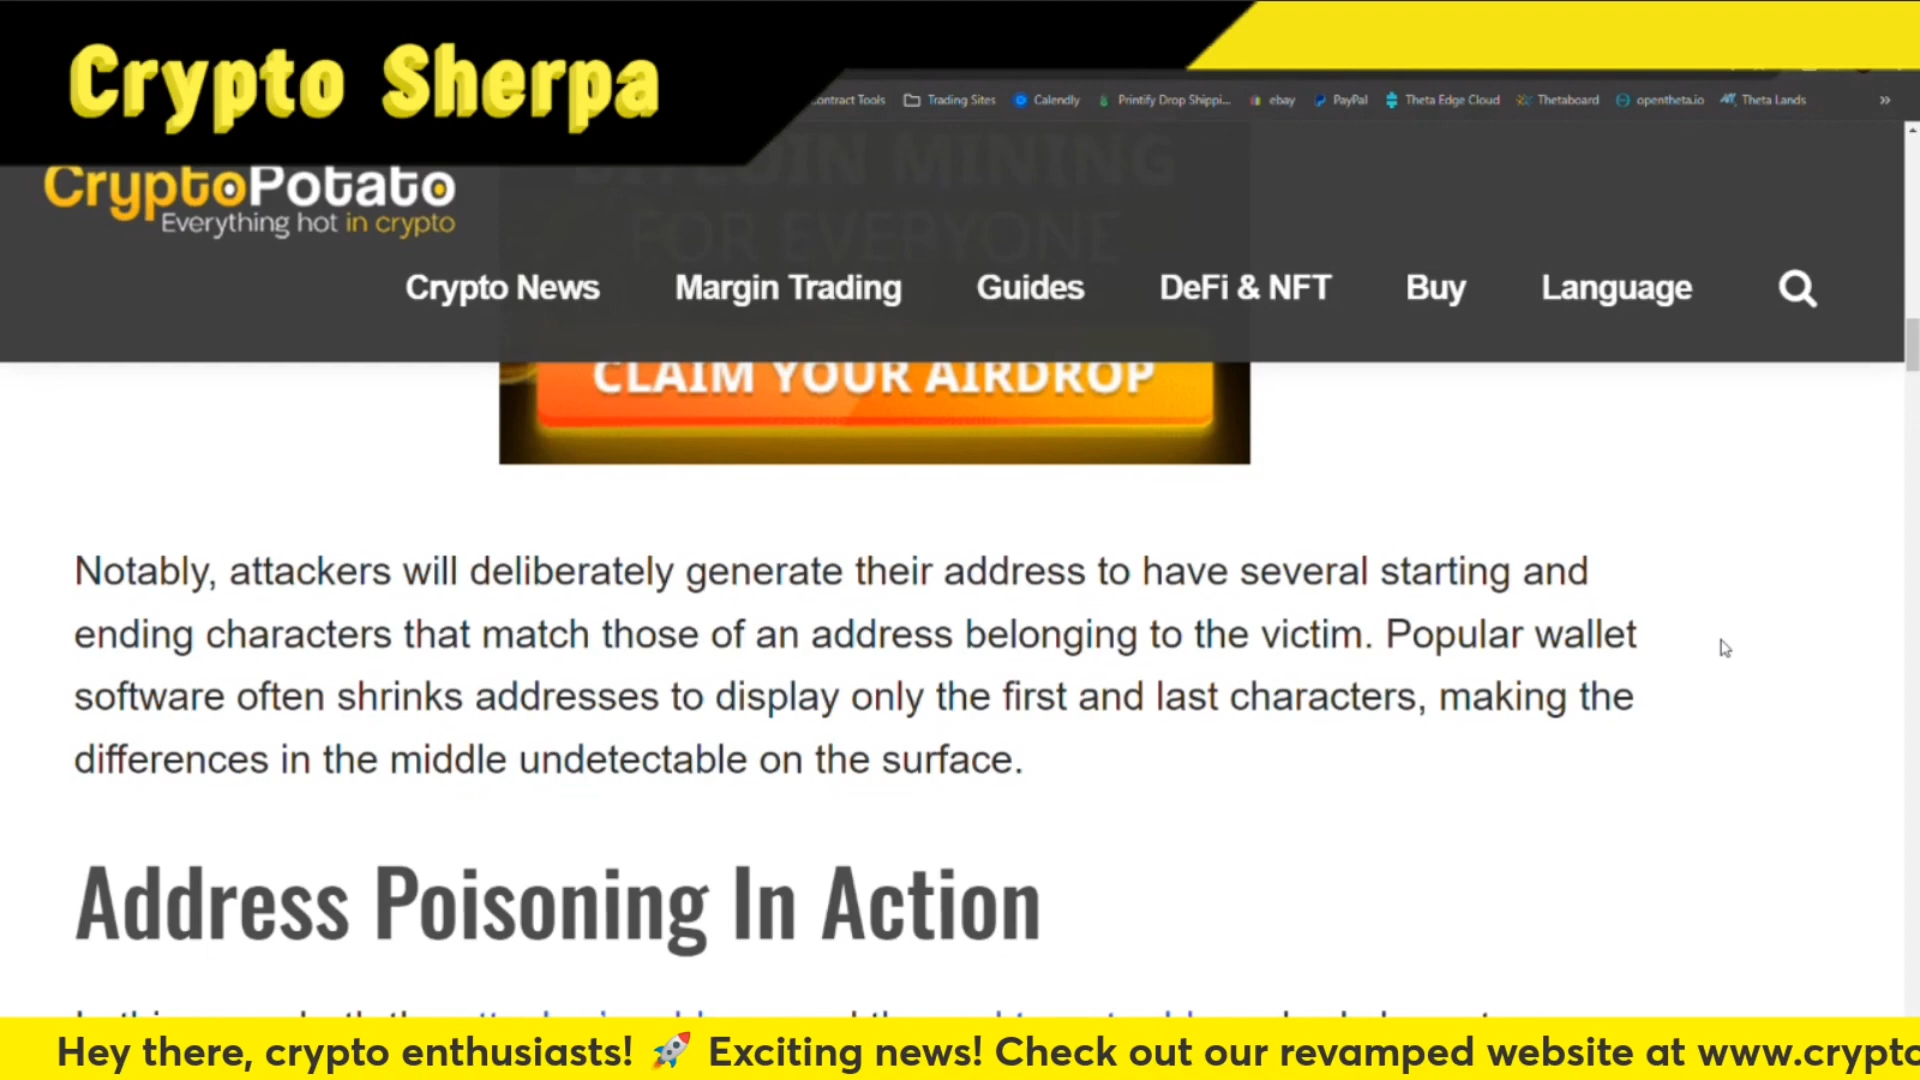 Crypto Sherpa
ontract Tools Trading Sites Calendly Printify Drop Shippi... ebay PayPal Theta Edge Cloud Thetaboard opentheta.io Theta Lands »
CryptoPotato
Everything hot in crypto
BITCOIN MINING
FOR EVERYONE
Crypto News Margin Trading Guides DeFi & NFT Buy Language
CLAIM YOUR AIRDROP
Notably, attackers will deliberately generate their address to have several starting and
ending characters that match those of an address belonging to the victim. Popular wallet
software often shrinks addresses to display only the first and last characters, making the
differences in the middle undetectable on the surface.
Address Poisoning In Action
Hey there, crypto enthusiasts! 🚀 Exciting news! Check out our revamped website at www.crypto